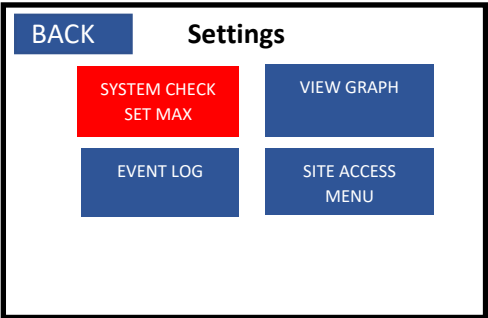 BACK
Settings
SYSTEM CHECK
SET MAX
VIEW GRAPH
EVENT LOG
SITE ACCESS
MENU